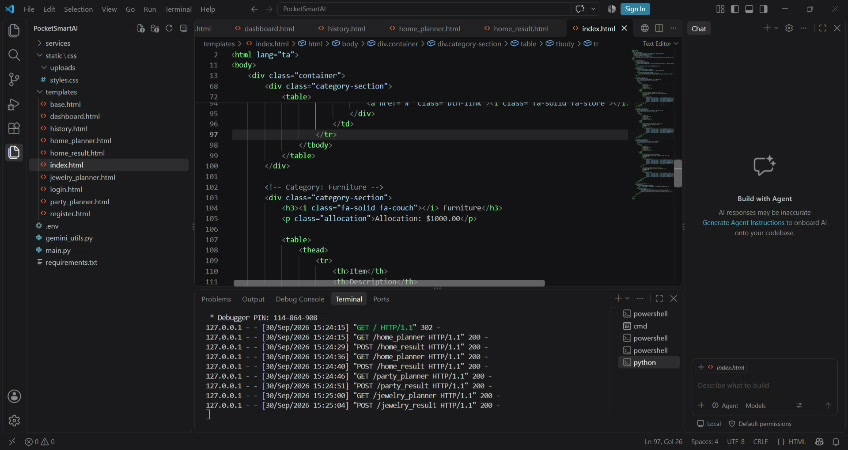 File Edit Selection View Go Run Terminal Help
PocketSmartAI
Sign In
PocketSmartAI
.html dashboard.html history.html home_planner.html home_result.html index.html
Chat
templates > index.html > html > body > div.container > div.category-section > table > tbody > tr
Text Editor
services
static\css
uploads
styles.css
templates
base.html
dashboard.html
history.html
home_planner.html
home_result.html
index.html
jewelry_planner.html
login.html
party_planner.html
register.html
.env
gemini_utils.py
main.py
requirements.txt
2 <html lang="ta">
11 <body>
13 <div class="container">
68 <div class="category-section">
72 <table>
94 <a href="#" class="btn-link"><i class="fa-solid fa-store"></i.
95 </div>
96 </td>
97 </tr>
98 </tbody>
99 </table>
100 </div>
101
102 <!-- Category: Furniture -->
103 <div class="category-section">
104 <h3><i class="fa-solid fa-couch"></i> Furniture</h3>
105 <p class="allocation">Allocation: $1000.00</p>
106
107 <table>
108 <thead>
109 <tr>
110 <th>Item</th>
111 <th>Description</th>
Build with Agent
AI responses may be inaccurate
Generate Agent Instructions to onboard AI
onto your codebase.
Problems Output Debug Console Terminal Ports
* Debugger PIN: 114-864-908
127.0.0.1 - - [30/Sep/2026 15:24:15] "GET / HTTP/1.1" 302 -
127.0.0.1 - - [30/Sep/2026 15:24:15] "GET /home_planner HTTP/1.1" 200 -
127.0.0.1 - - [30/Sep/2026 15:24:29] "POST /home_result HTTP/1.1" 200 -
127.0.0.1 - - [30/Sep/2026 15:24:36] "GET /home_planner HTTP/1.1" 200 -
127.0.0.1 - - [30/Sep/2026 15:24:40] "POST /home_result HTTP/1.1" 200 -
127.0.0.1 - - [30/Sep/2026 15:24:46] "GET /party_planner HTTP/1.1" 200 -
127.0.0.1 - - [30/Sep/2026 15:24:51] "POST /party_result HTTP/1.1" 200 -
127.0.0.1 - - [30/Sep/2026 15:25:00] "GET /jewelry_planner HTTP/1.1" 200 -
127.0.0.1 - - [30/Sep/2026 15:25:04] "POST /jewelry_result HTTP/1.1" 200 -
powershell
cmd
powershell
powershell
python
index.html
Describe what to build
Agent Models
Local Default permissions
0 0
Ln 97, Col 26 Spaces: 4 UTF-8 CRLF HTML